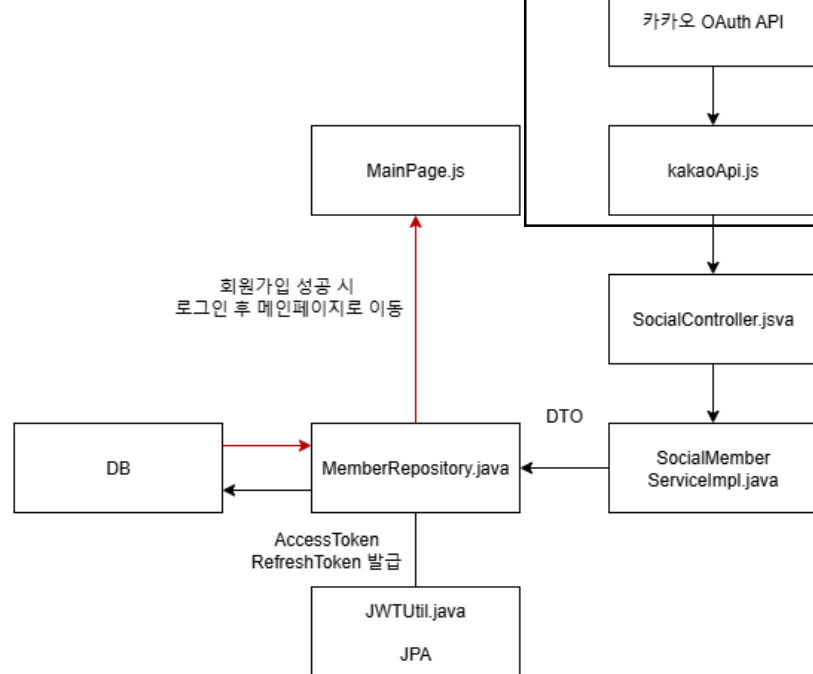 카카오 OAuth API
MainPage.js
kakaoApi.js
회원가입 성공 시
로그인 후 메인페이지로 이동
SocialController.jsva
DTO
DB
MemberRepository.java
SocialMember
ServiceImpl.java
AccessToken
RefreshToken 발급
JWTUtil.java
JPA